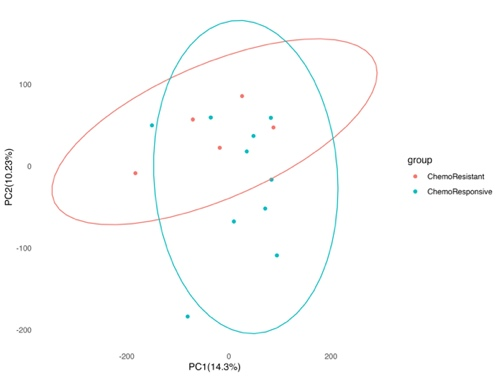 100
0
-100
-200
PC2(10.23%)
-200
0
200
PC1(14.3%)
group
ChemoResistant
ChemoResponsive